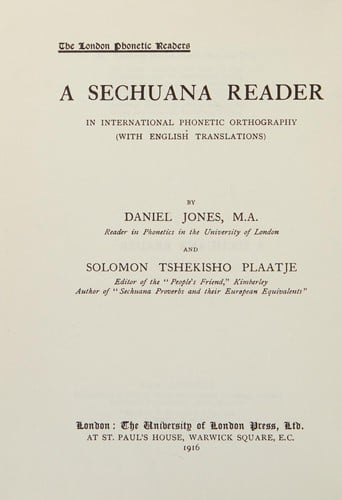 The London Phonetic Readers
A SECHUANA READER
IN INTERNATIONAL PHONETIC ORTHOGRAPHY
(WITH ENGLISH TRANSLATIONS)
BY
DANIEL JONES, M.A.
Reader in Phonetics in the University of London
AND
SOLOMON TSHEKISHO PLAATJE
Editor of the "People's Friend," Kimberley
Author of "Sechuana Proverbs and their European Equivalents"
London: The University of London Press, Ltd.
AT ST. PAUL'S HOUSE, WARWICK SQUARE, E.C.
1916